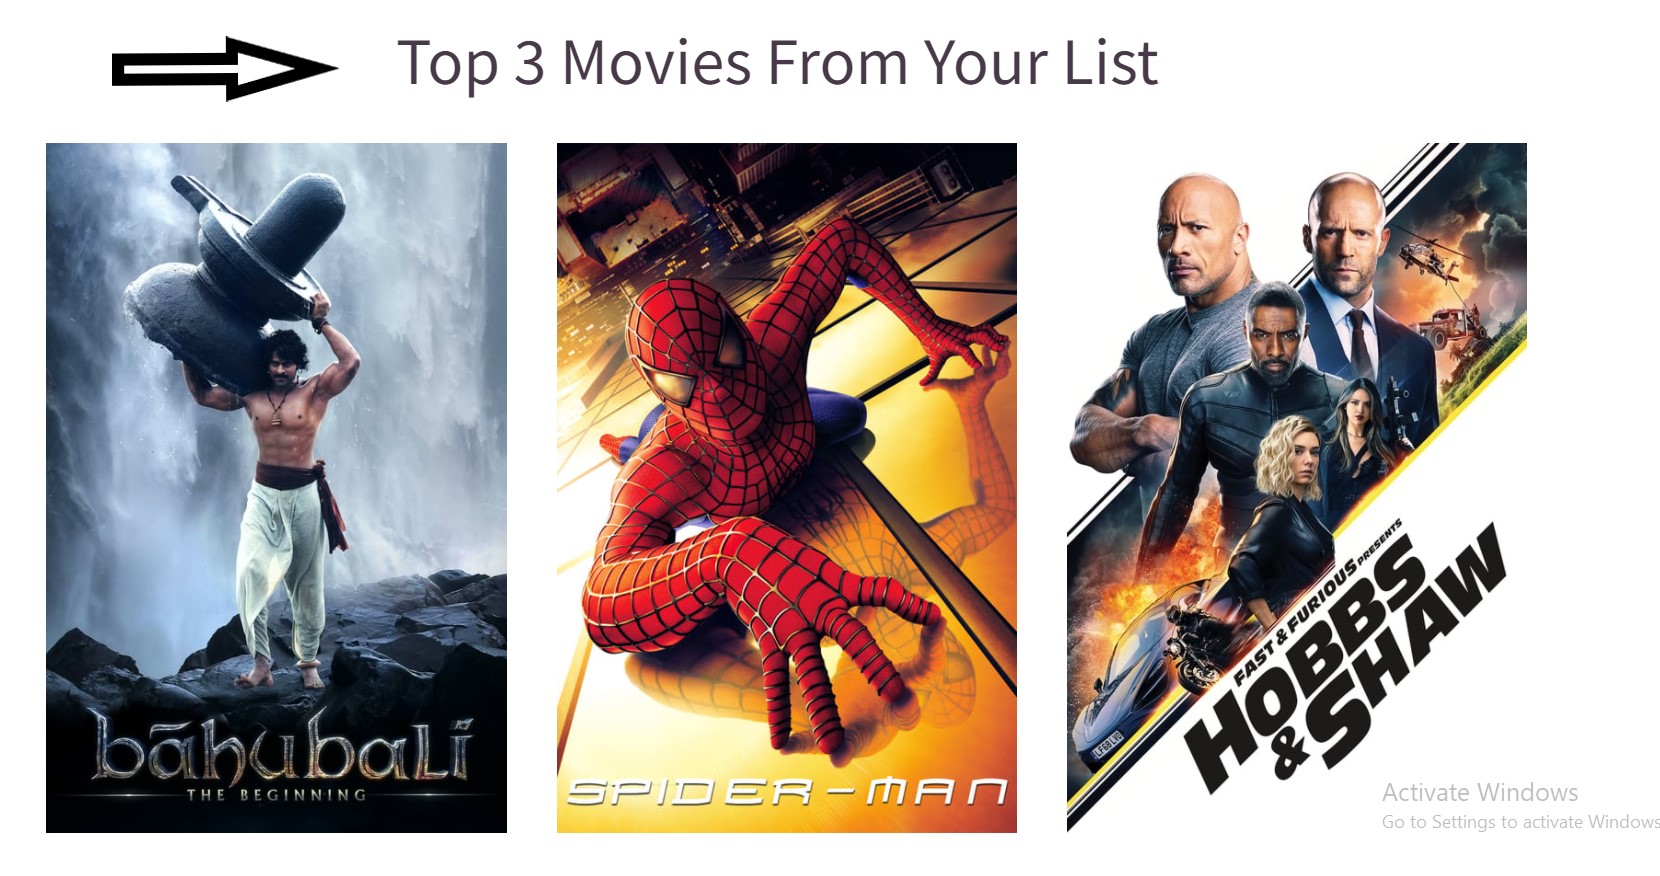 Top 3 Movies From Your List
bāhubalī
THE BEGINNING
SPIDER-MAN
FAST & FURIOUS PRESENTS
HOBBS
& SHAW
Activate Windows
Go to Settings to activate Windows